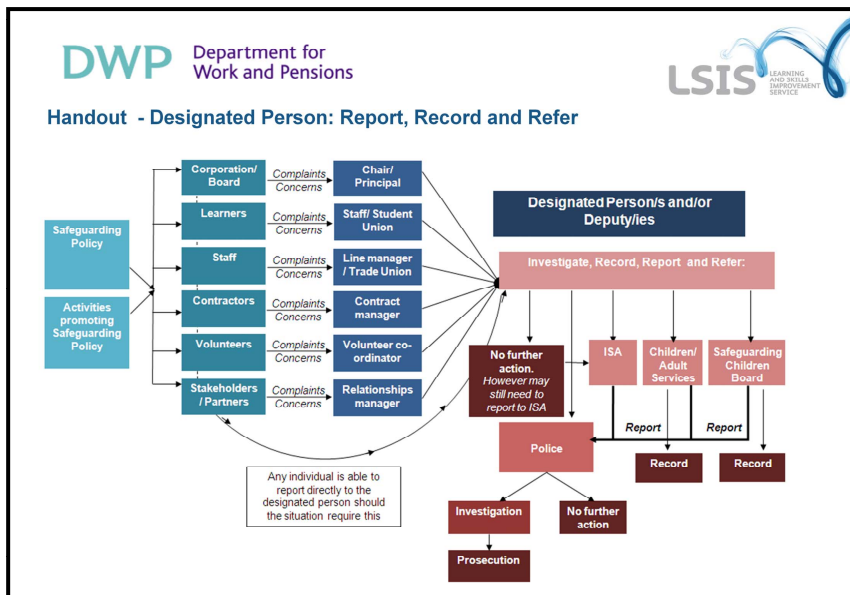 DWP
Department for
Work and Pensions
LSIS
LEARNING
AND SKILLS
IMPROVEMENT
SERVICE
Handout - Designated Person: Report, Record and Refer
Safeguarding
Policy
Activities
promoting
Safeguarding
Policy
Corporation/
Board
Complaints
Concerns
Chair/
Principal
Learners
Complaints
Concerns
Staff/ Student
Union
Staff
Complaints
Concerns
Line manager
/ Trade Union
Contractors
Complaints
Concerns
Contract
manager
Volunteers
Complaints
Concerns
Volunteer co-
ordinator
Stakeholders
/ Partners
Complaints
Concerns
Relationships
manager
Any individual is able to
report directly to the
designated person should
the situation require this
Designated Person/s and/or
Deputy/ies
Investigate, Record, Report and Refer:
No further
action.
However may
still need to
report to ISA
ISA
Children/
Adult
Services
Safeguarding
Children
Board
Report
Report
Police
Record
Record
Investigation
No further
action
Prosecution